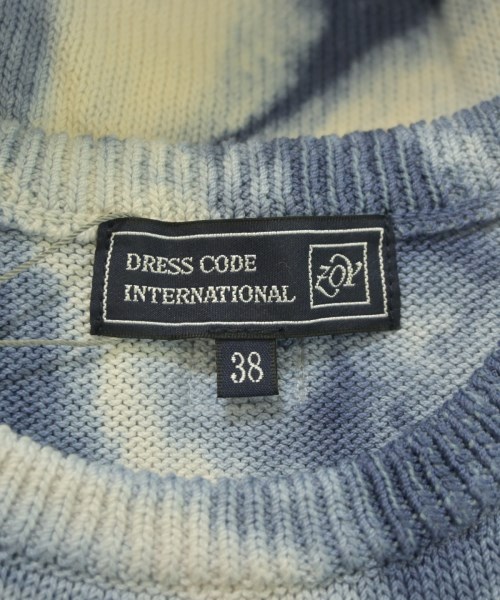 DRESS CODE
INTERNATIONAL
ZOY
38